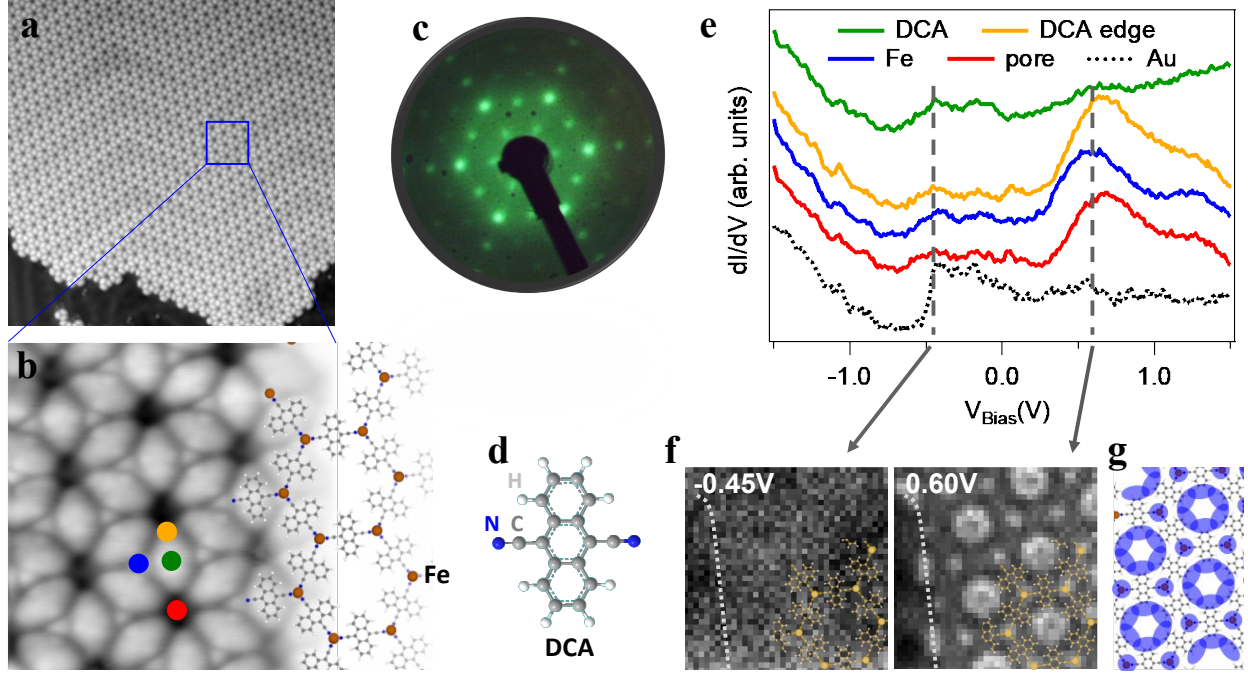 a
c
e
DCA DCA edge
Fe pore Au
dI/dV (arb. units)
-1.0 0.0 1.0
V_Bias(V)
b
Fe
d
H
N C
DCA
f
-0.45V
0.60V
g